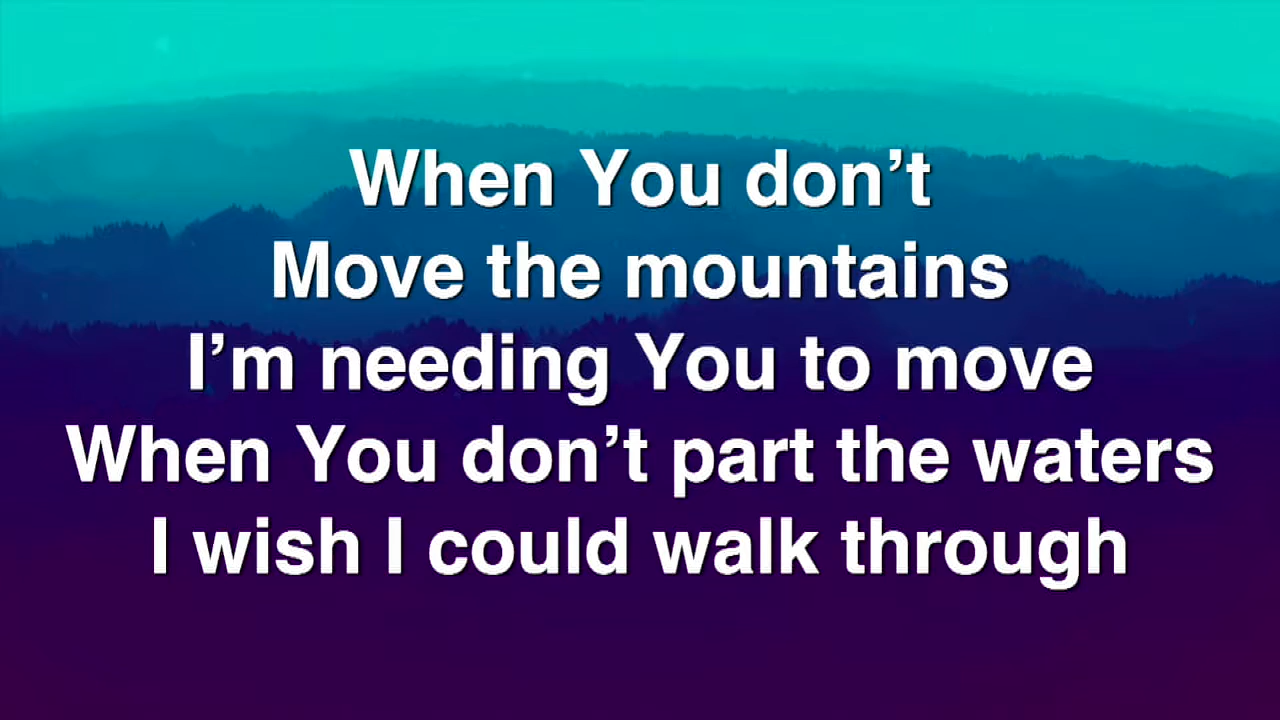 When You don’t
Move the mountains
I’m needing You to move
When You don’t part the waters
I wish I could walk through